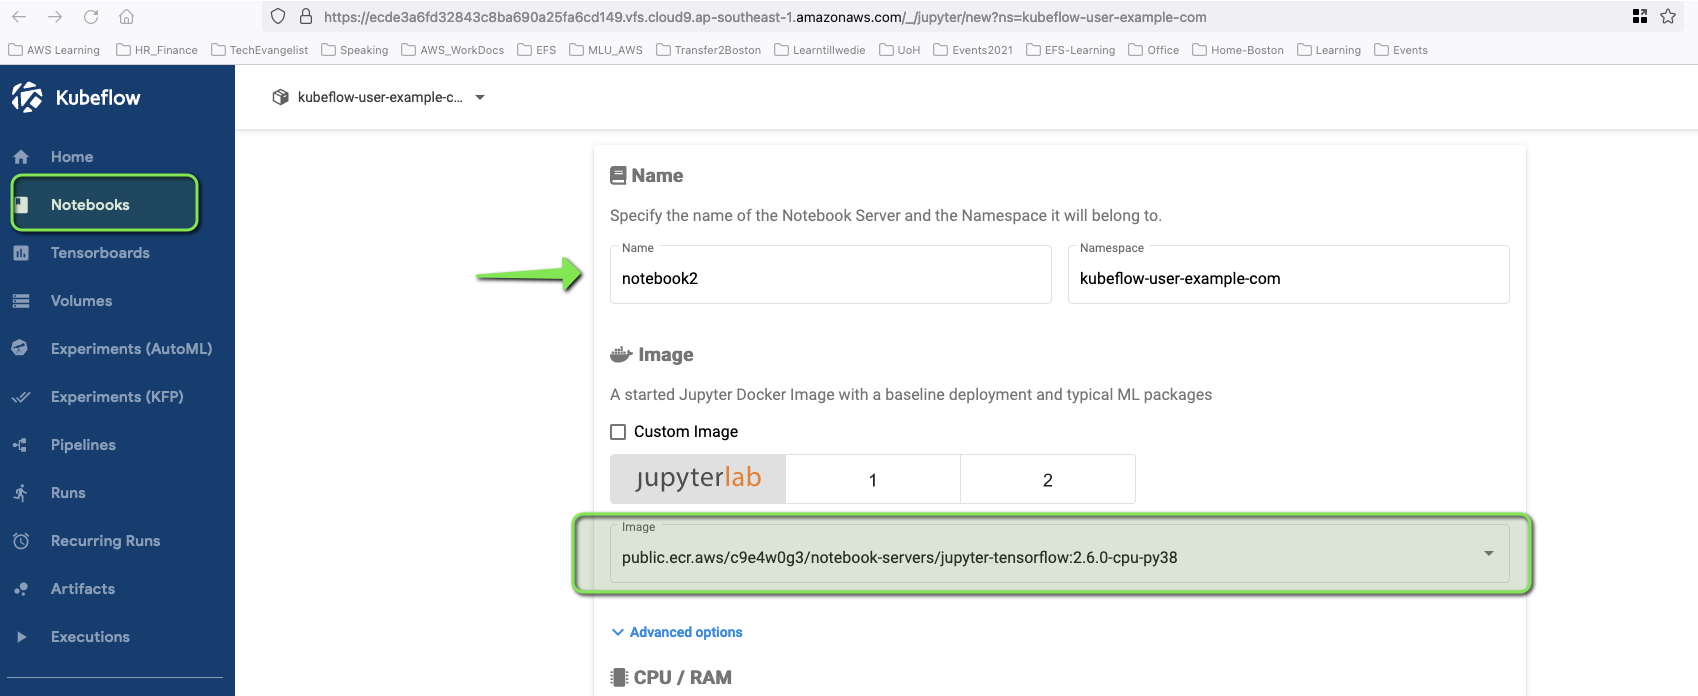 https://ecde3a6fd32843c8ba690a25fa6cd149.vfs.cloud9.ap-southeast-1.amazonaws.com/_/jupyter/new?ns=kubeflow-user-example-com
AWS Learning HR_Finance TechEvangelist Speaking AWS_WorkDocs EFS MLU_AWS Transfer2Boston Learntillwedie UoH Events2021 EFS-Learning Office Home-Boston Learning Events
Kubeflow
kubeflow-user-example-c...
Home
Notebooks
Tensorboards
Volumes
Experiments (AutoML)
Experiments (KFP)
Pipelines
Runs
Recurring Runs
Artifacts
Executions
Name
Specify the name of the Notebook Server and the Namespace it will belong to.
Name
notebook2
Namespace
kubeflow-user-example-com
Image
A started Jupyter Docker Image with a baseline deployment and typical ML packages
Custom Image
jupyterlab 1 2
Image
public.ecr.aws/c9e4w0g3/notebook-servers/jupyter-tensorflow:2.6.0-cpu-py38
Advanced options
CPU / RAM